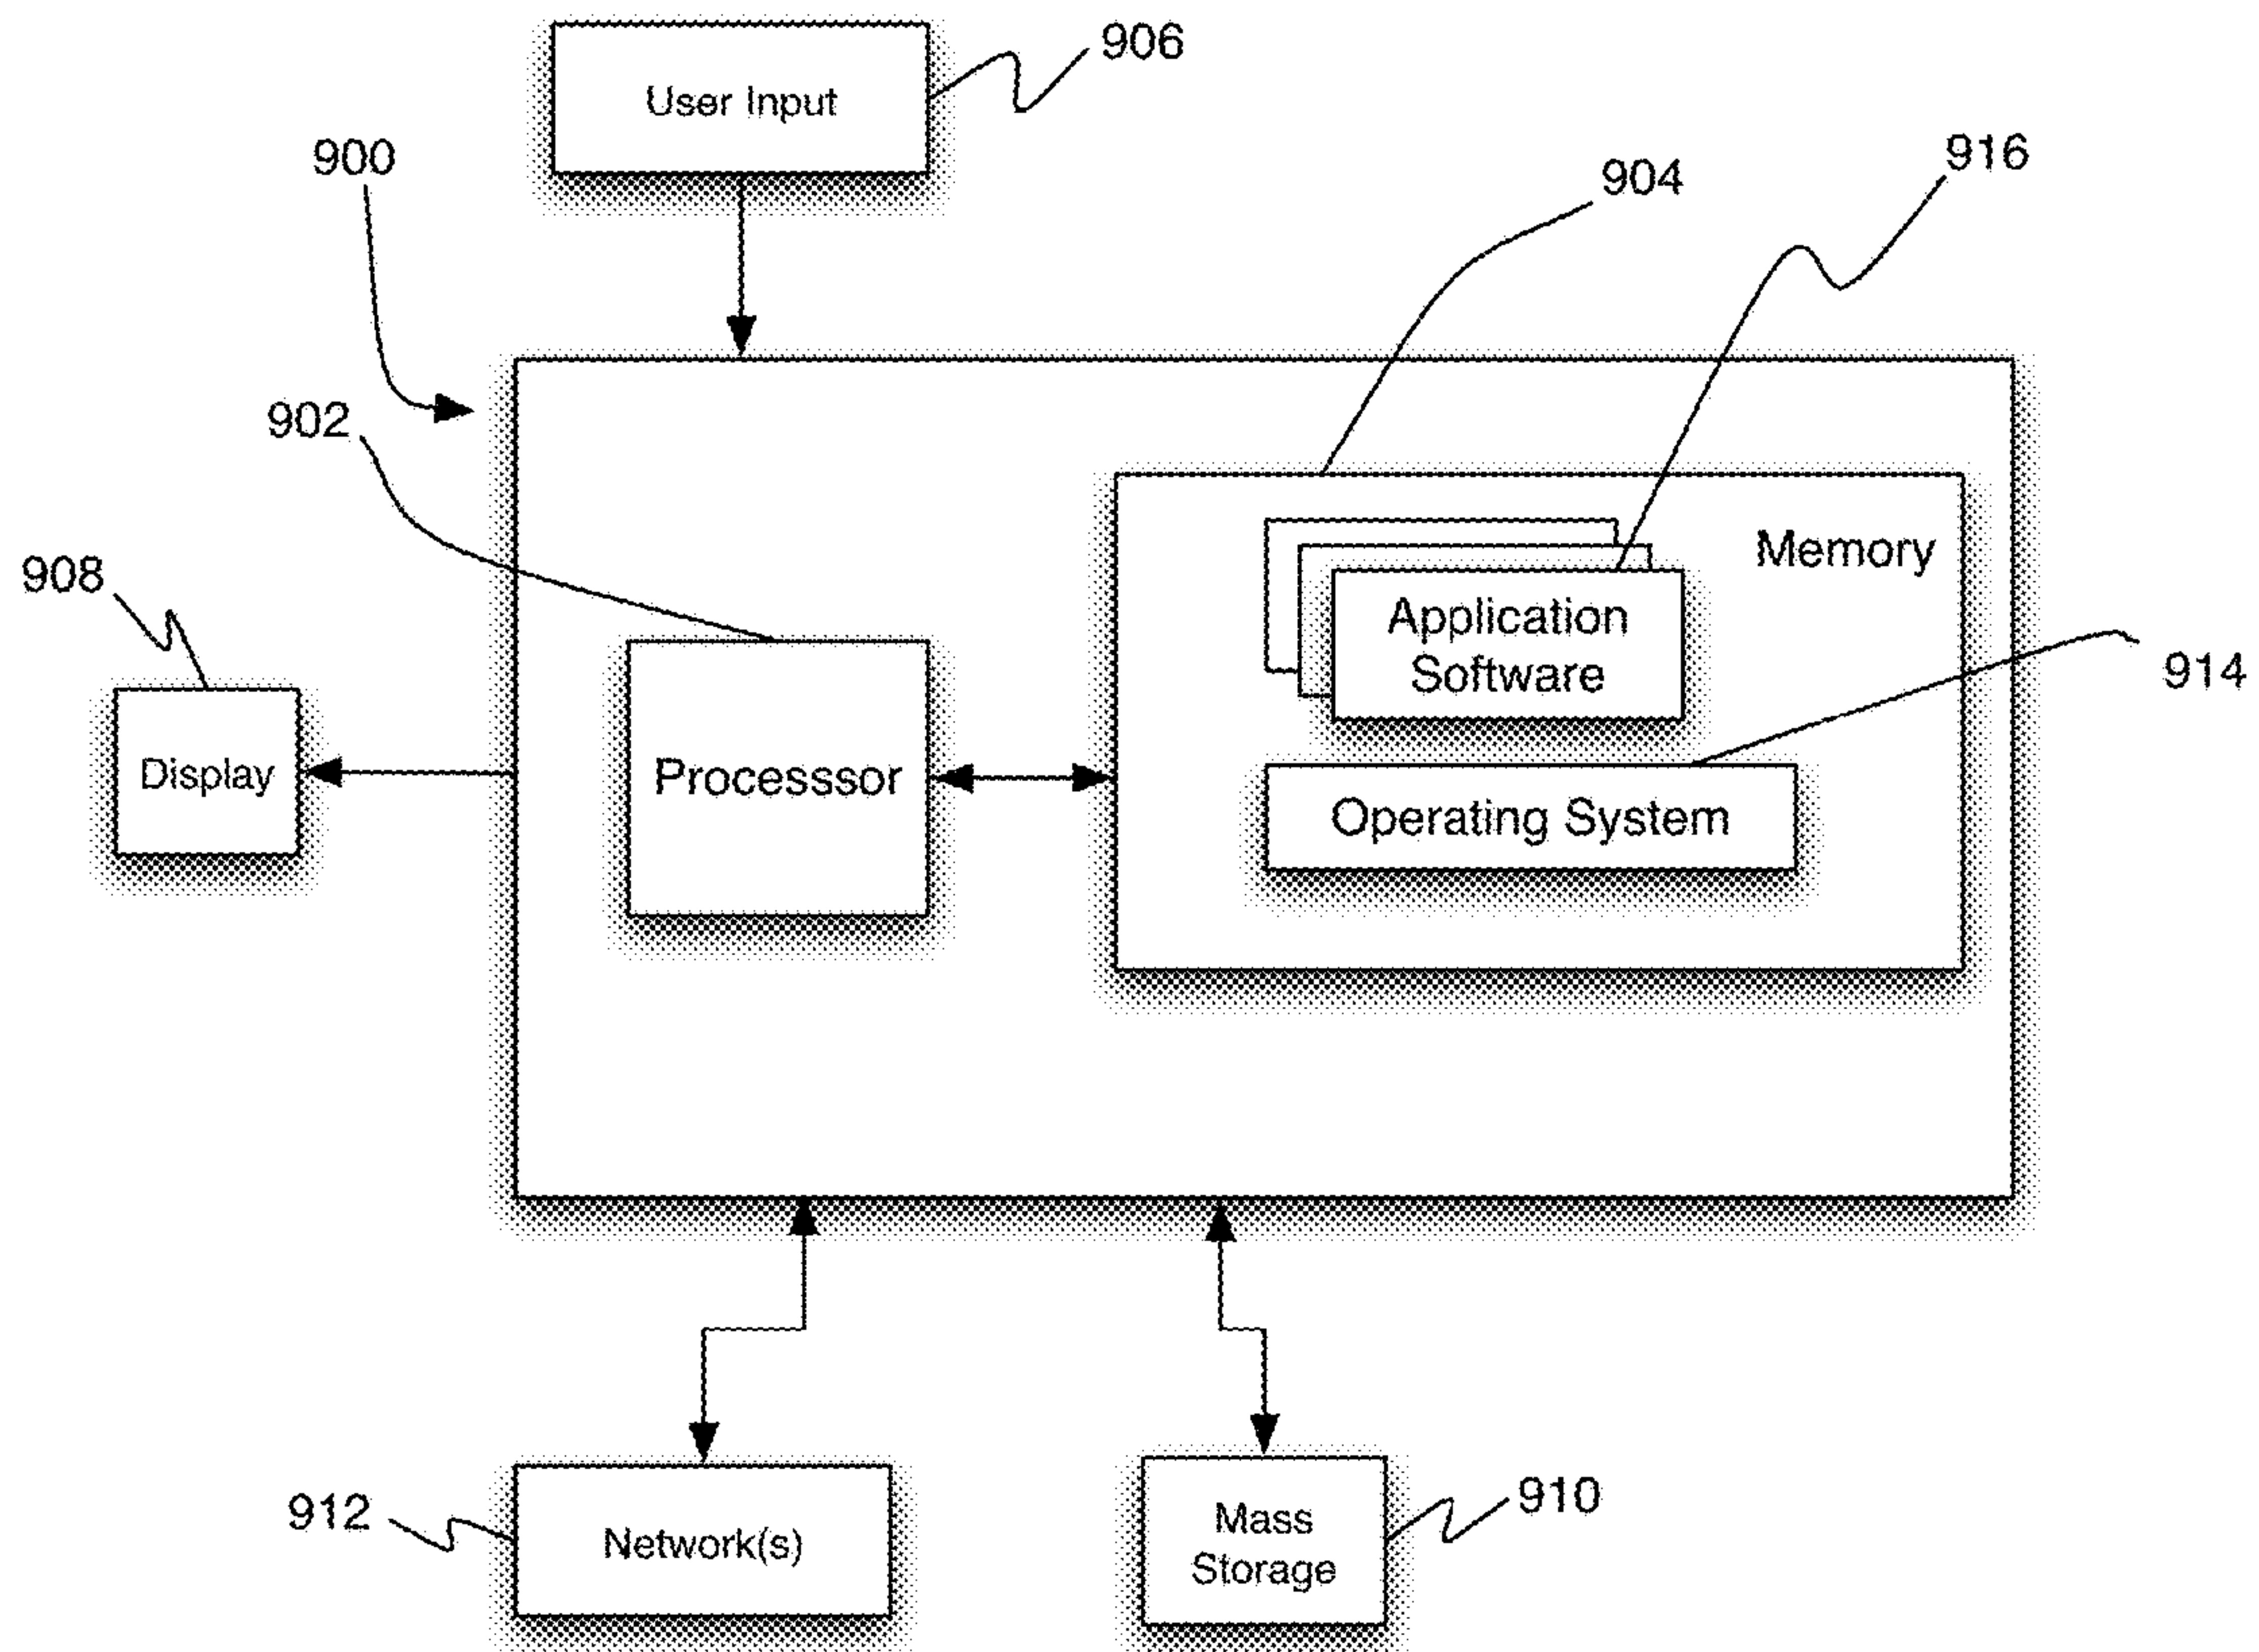 906
User Input
900
916
904
902
Memory
908
Application
Software
914
Display
Processsor
Operating System
912
Network(s)
910
Mass
Storage